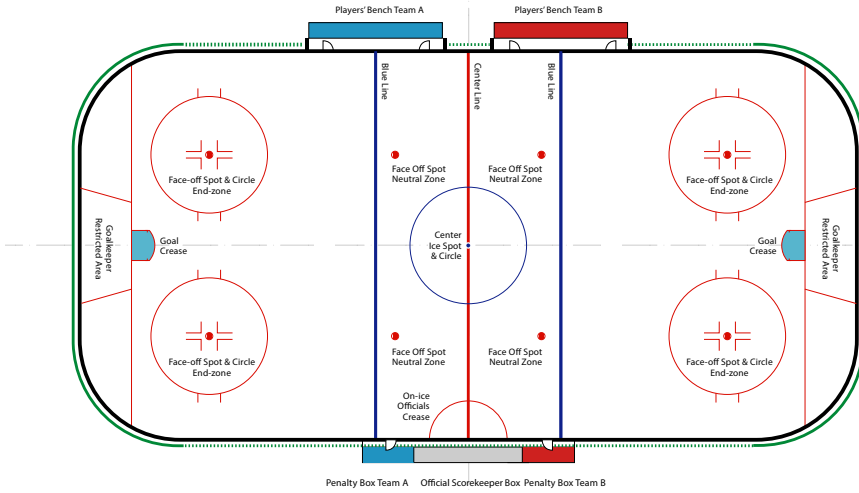 Players' Bench Team A
Players' Bench Team B
Blue Line
Center Line
Blue Line
Face-off Spot & Circle
End-zone
Face Off Spot
Neutral Zone
Face Off Spot
Neutral Zone
Face-off Spot & Circle
End-zone
Goalkeeper
Restricted Area
Goal
Crease
Center
Ice Spot
& Circle
Goal
Crease
Goalkeeper
Restricted Area
Face-off Spot & Circle
End-zone
Face Off Spot
Neutral Zone
Face Off Spot
Neutral Zone
Face-off Spot & Circle
End-zone
On-ice
Officials
Crease
Penalty Box Team A
Official Scorekeeper Box
Penalty Box Team B